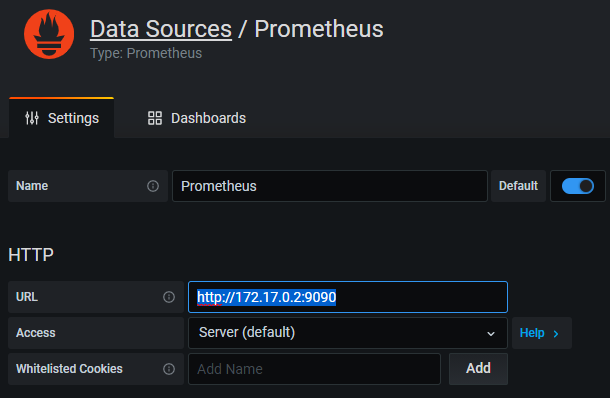 Data Sources / Prometheus
Type: Prometheus
Settings
Dashboards
Name
Prometheus
Default
HTTP
URL
http://172.17.0.2:9090
Access
Server (default)
Help
Whitelisted Cookies
Add Name
Add